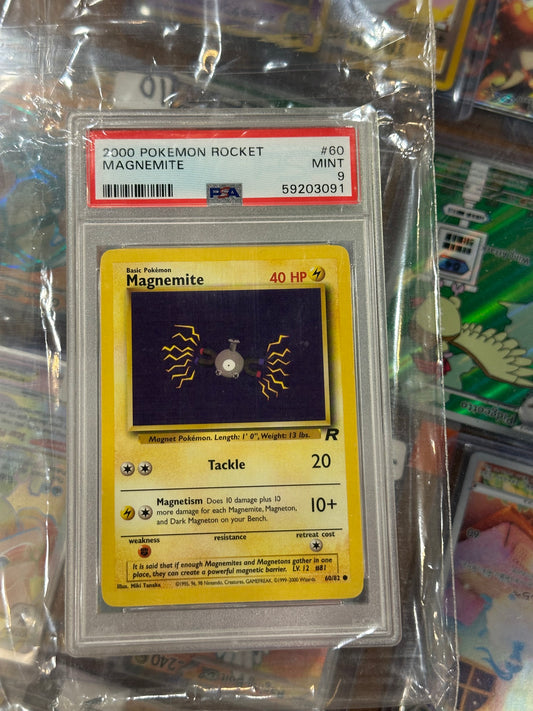 2000 POKEMON ROCKET #60
MAGNEMITE MINT
9
59203091
PSA
Basic Pokémon
Magnemite 40 HP
Magnet Pokémon. Length: 1' 0", Weight: 13 lbs.
R
Tackle 20
Magnetism Does 10 damage plus 10
more damage for each Magnemite, Magneton,
and Dark Magneton on your Bench.
10+
weakness resistance retreat cost
It is said that if enough Magnemites and Magnetons gather in one
place, they can create a powerful magnetic barrier. LV. 12 #81
Illus. Miki Tanaka ©1995, 96, 98 Nintendo, Creatures, GAMEFREAK. ©1999-2000 Wizards. 60/82
240